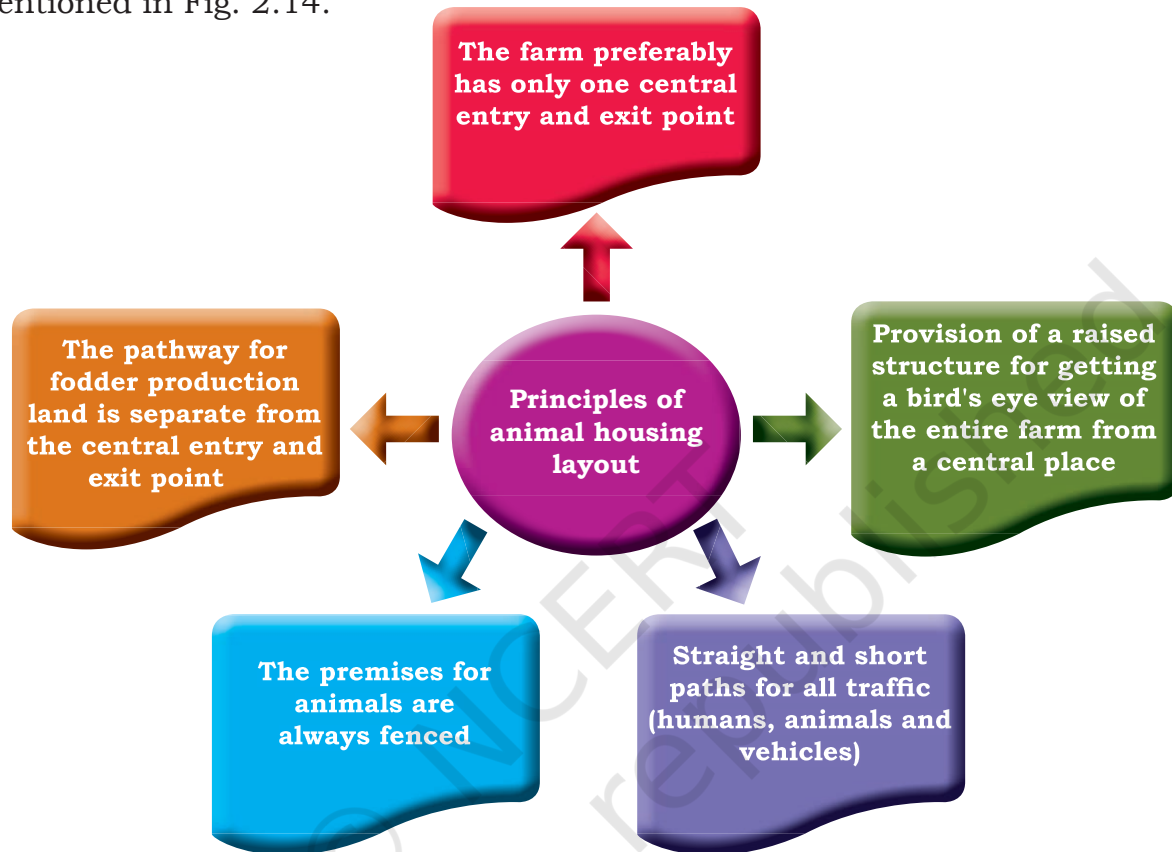 entioned in Fig. 2.14.
The farm preferably
has only one central
entry and exit point
The pathway for
fodder production
land is separate from
the central entry and
exit point
Principles of
animal housing
layout
Provision of a raised
structure for getting
a bird's eye view of
the entire farm from
a central place
The premises for
animals are
always fenced
Straight and short
paths for all traffic
(humans, animals and
vehicles)
© NCERT
republished